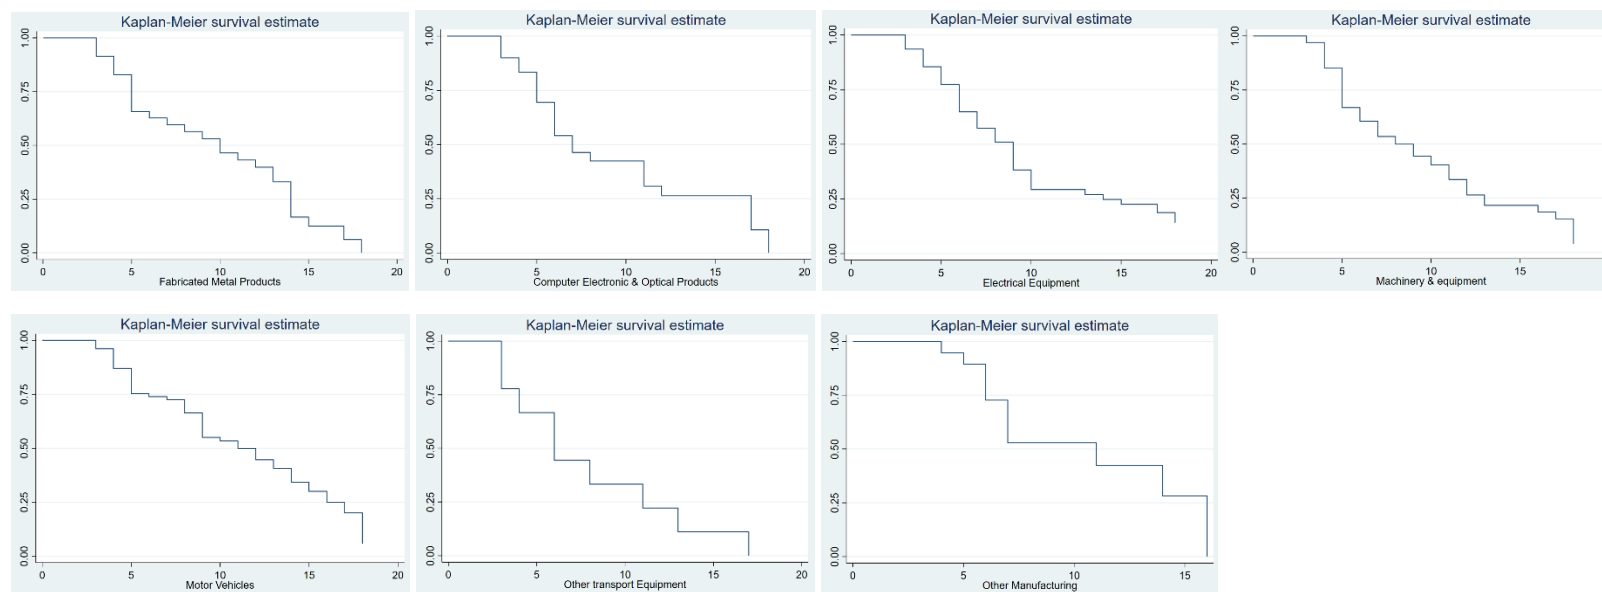 Kaplan-Meier survival estimate
1.00
0.75
0.50
0.25
0.00
0 5 10 15 20
Fabricated Metal Products
Kaplan-Meier survival estimate
1.00
0.75
0.50
0.25
0.00
0 5 10 15 20
Computer Electronic & Optical Products
Kaplan-Meier survival estimate
1.00
0.75
0.50
0.25
0.00
0 5 10 15 20
Electrical Equipment
Kaplan-Meier survival estimate
1.00
0.75
0.50
0.25
0.00
0 5 10 15
Machinery & equipment
Kaplan-Meier survival estimate
1.00
0.75
0.50
0.25
0.00
0 5 10 15 20
Motor Vehicles
Kaplan-Meier survival estimate
1.00
0.75
0.50
0.25
0.00
0 5 10 15 20
Other transport Equipment
Kaplan-Meier survival estimate
1.00
0.75
0.50
0.25
0.00
0 5 10 15
Other Manufacturing